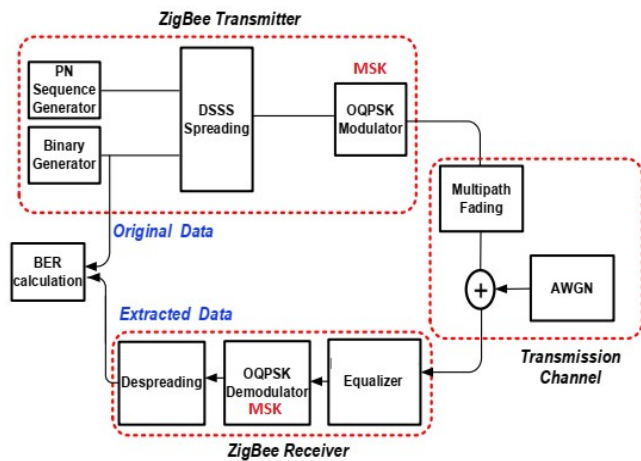 ZigBee Transmitter
PN
Sequence
Generator
Binary
Generator
DSSS
Spreading
MSK
OQPSK
Modulator
Multipath
Fading
Original Data
BER
calculation
+
AWGN
Extracted Data
Transmission
Channel
Despreading
OQPSK
Demodulator
MSK
Equalizer
ZigBee Receiver